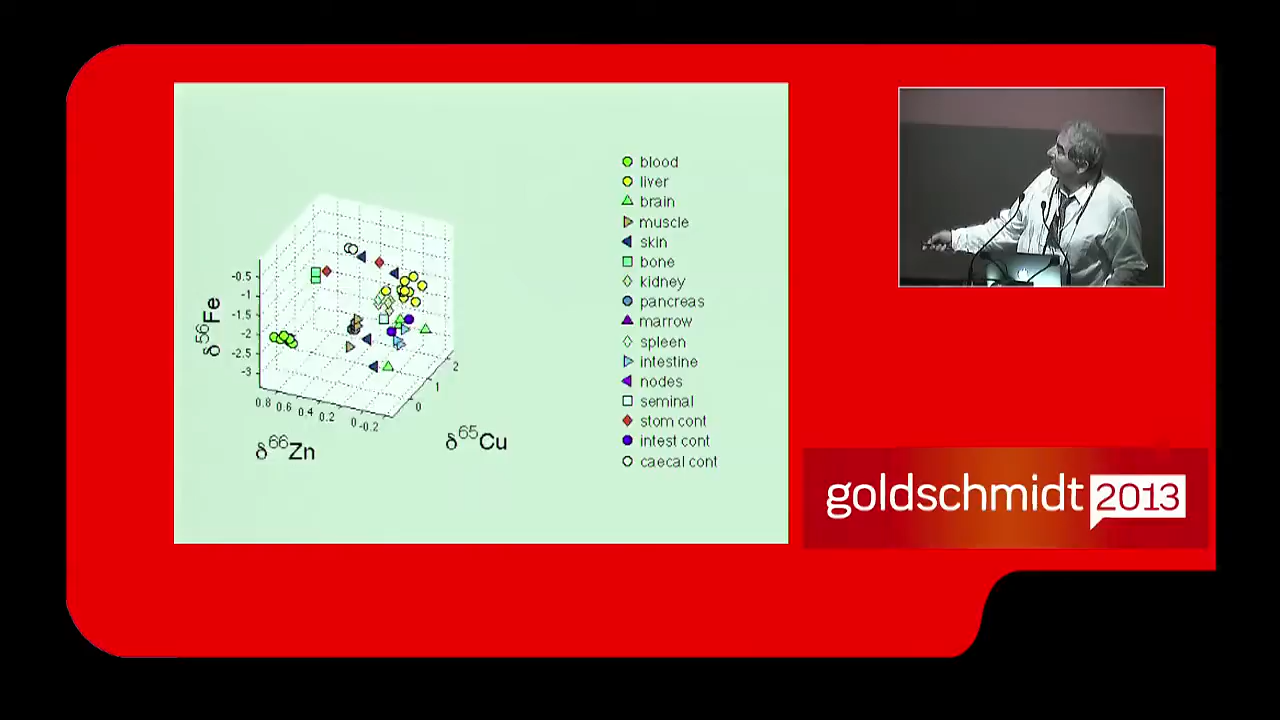 blood
liver
brain
muscle
skin
bone
kidney
pancreas
marrow
spleen
intestine
nodes
seminal
stom cont
intest cont
caecal cont
-0.5
-1
-1.5
-2
-2.5
-3
δ56Fe
0.8 0.6 0.4 0.2 0 -0.2
0
1
2
δ66Zn
δ65Cu
goldschmidt 2013